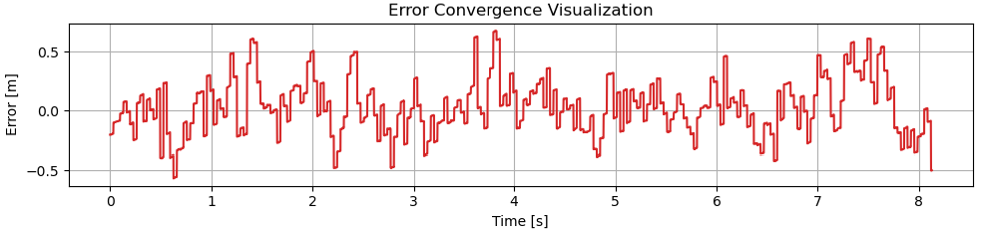 Error Convergence Visualization
Error [m]
0.5
0.0
−0.5
0 1 2 3 4 5 6 7 8
Time [s]